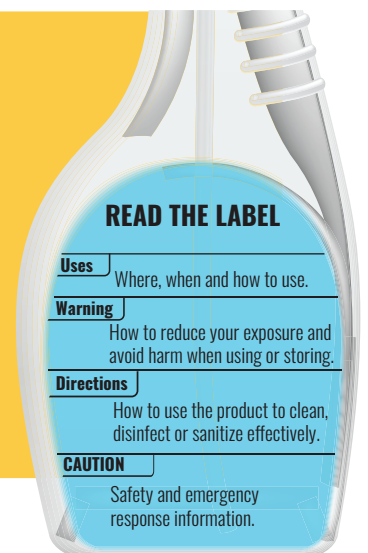 READ THE LABEL
Uses
Where, when and how to use.
Warning
How to reduce your exposure and
avoid harm when using or storing.
Directions
How to use the product to clean,
disinfect or sanitize effectively.
CAUTION
Safety and emergency
response information.